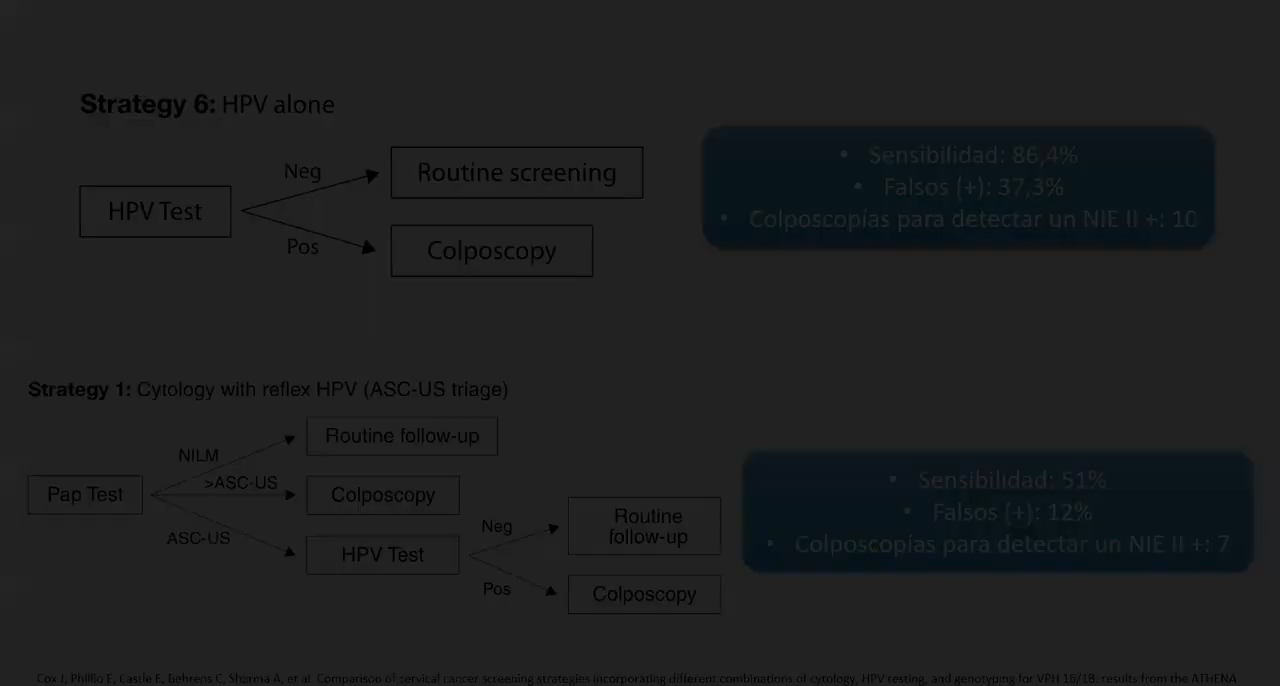 Strategy 6: HPV alone
HPV Test
Neg
Pos
Routine screening
Colposcopy
• Sensibilidad: 86,4%
• Falsos (+): 37,3%
• Colposcopías para detectar un NIE II +: 10
Strategy 1: Cytology with reflex HPV (ASC-US triage)
Pap Test
NILM
>ASC-US
ASC-US
Routine follow-up
Colposcopy
HPV Test
Neg
Pos
Routine
follow-up
Colposcopy
• Sensibilidad: 51%
• Falsos (+): 12%
• Colposcopías para detectar un NIE II +: 7
Cox J, Phillip E, Castle E, Behrens C, Sharma A, et al. Comparison of cervical cancer screening strategies incorporating different combinations of cytology, HPV testing, and genotyping for VPH 16/18: results from the ATHENA